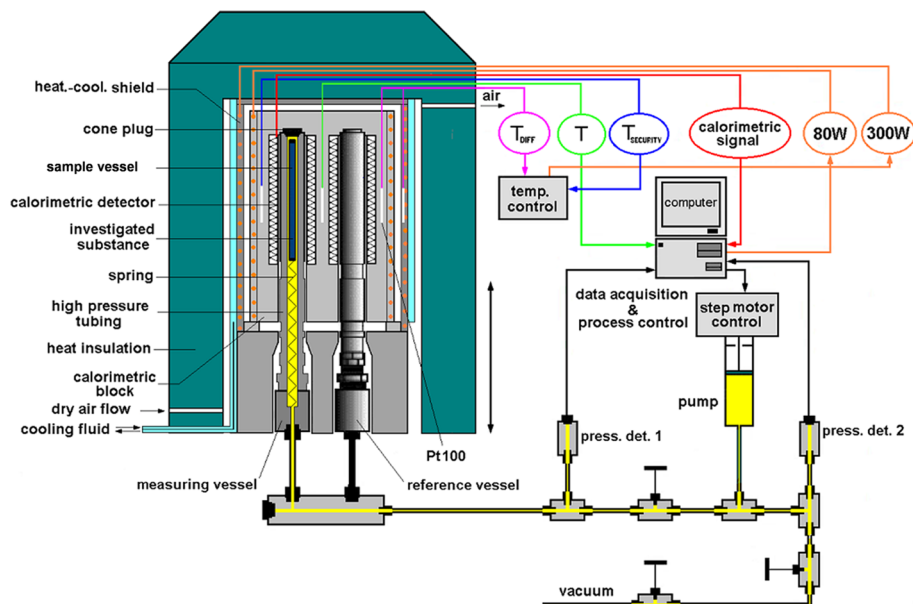 heat.-cool. shield
cone plug
sample vessel
calorimetric detector
investigated
substance
spring
high pressure
tubing
heat insulation
calorimetric
block
dry air flow
cooling fluid
measuring vessel
reference vessel
Pt100
air
T DIFF
T
T SECURITY
calorimetric
signal
80W
300W
temp.
control
computer
data acquisition
&
process control
step motor
control
pump
press. det. 1
press. det. 2
vacuum